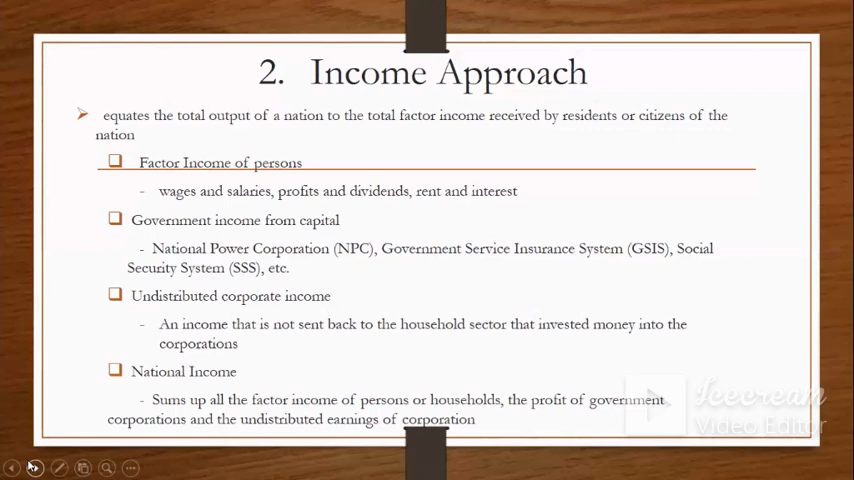 2. Income Approach
equates the total output of a nation to the total factor income received by residents or citizens of the
nation
Factor Income of persons
- wages and salaries, profits and dividends, rent and interest
Government income from capital
- National Power Corporation (NPC), Government Service Insurance System (GSIS), Social
Security System (SSS), etc.
Undistributed corporate income
- An income that is not sent back to the household sector that invested money into the
corporations
National Income
- Sums up all the factor income of persons or households, the profit of government
corporations and the undistributed earnings of corporation
Icecream
Video Editor